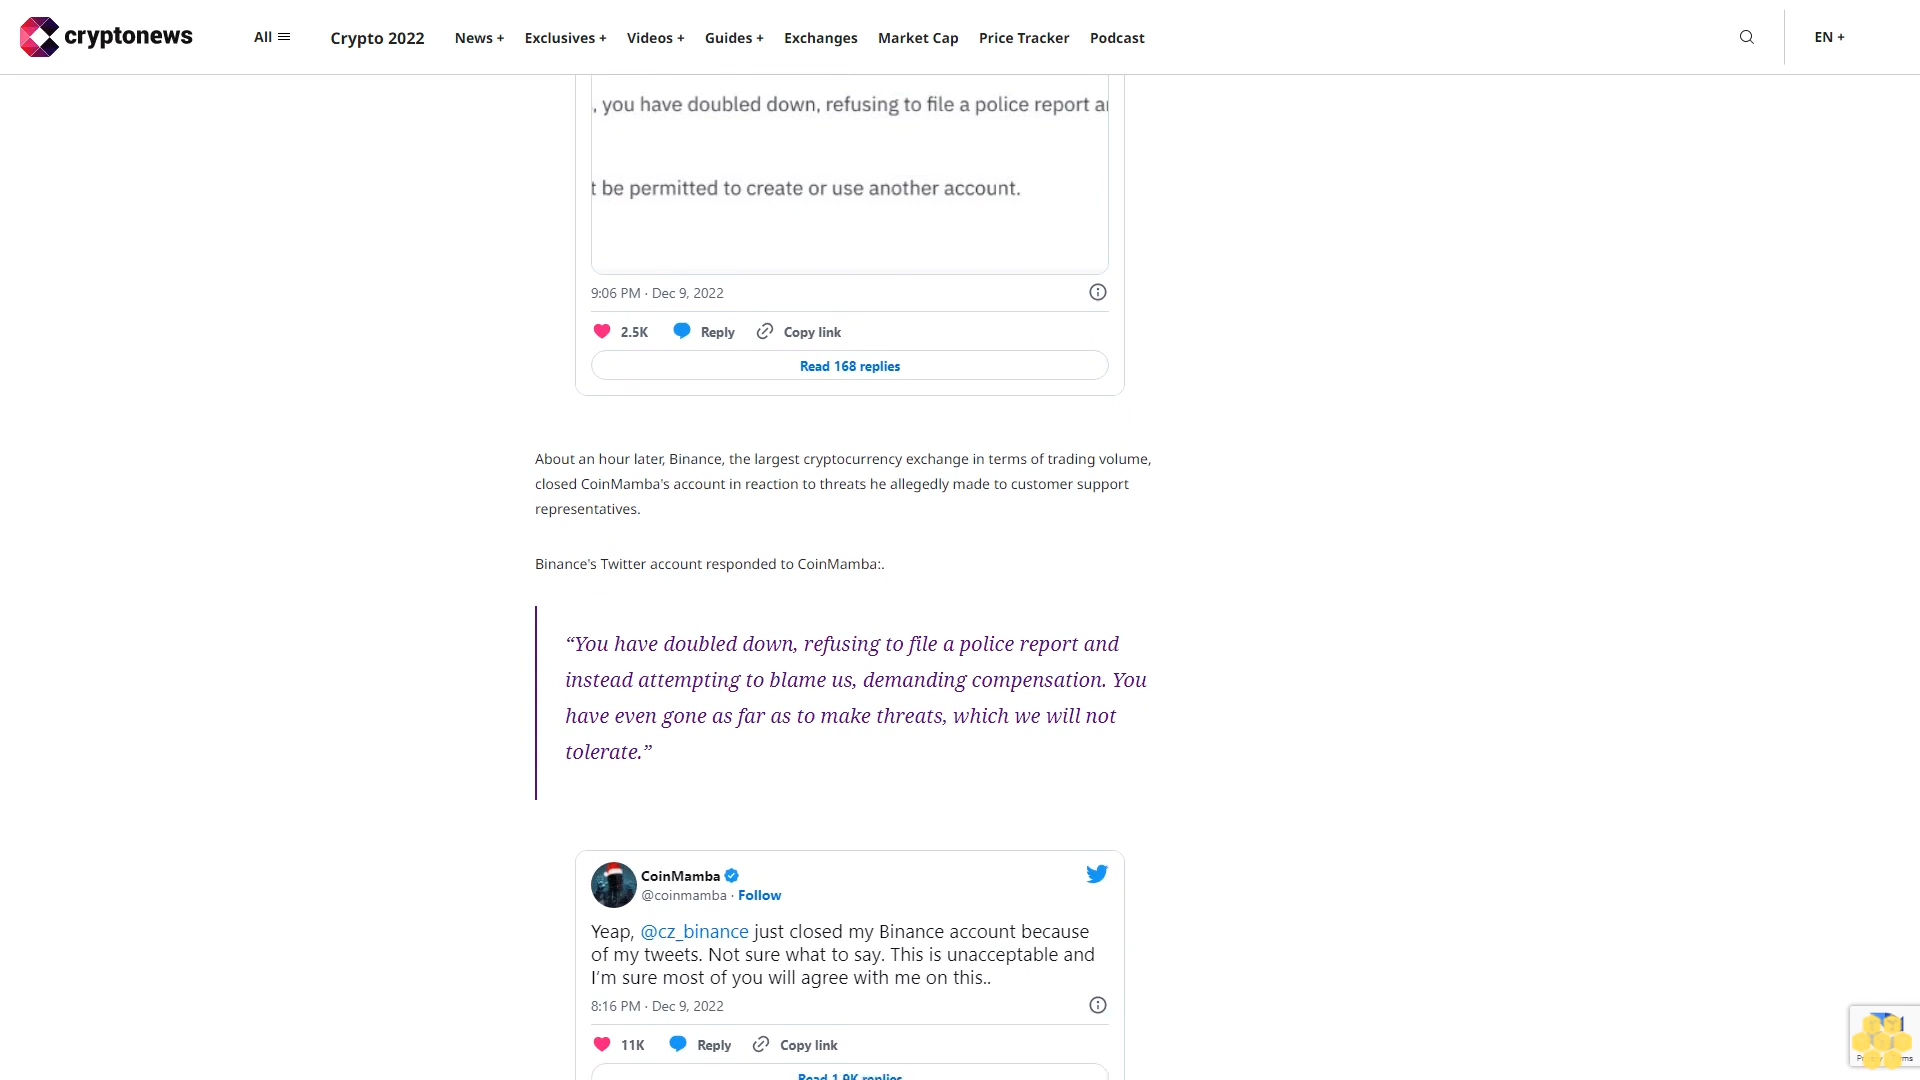 cryptonews
All
Crypto 2022
News +
Exclusives +
Videos +
Guides +
Exchanges
Market Cap
Price Tracker
Podcast
EN +
, you have doubled down, refusing to file a police report a
t be permitted to create or use another account.
9:06 PM · Dec 9, 2022
2.5K
Reply
Copy link
Read 168 replies
About an hour later, Binance, the largest cryptocurrency exchange in terms of trading volume,
closed CoinMamba's account in reaction to threats he allegedly made to customer support
representatives.
Binance's Twitter account responded to CoinMamba:.
“You have doubled down, refusing to file a police report and
instead attempting to blame us, demanding compensation. You
have even gone as far as to make threats, which we will not
tolerate.”
CoinMamba
@coinmamba · Follow
Yeap, @cz_binance just closed my Binance account because
of my tweets. Not sure what to say. This is unacceptable and
I’m sure most of you will agree with me on this..
8:16 PM · Dec 9, 2022
11K
Reply
Copy link
Read 1.9K replies